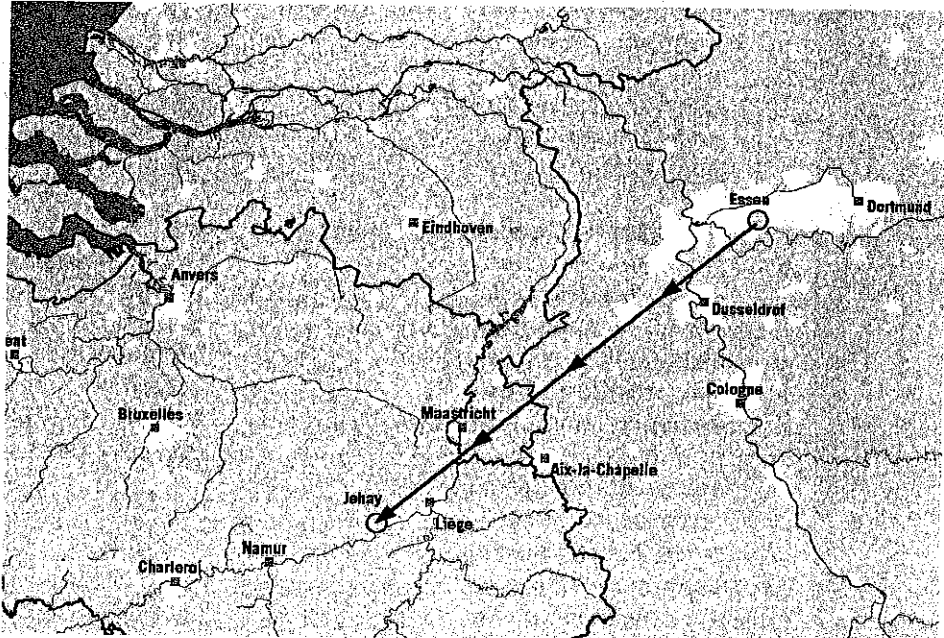 Essen
Dortmund
Eindhoven
Anvers
Dusseldrof
Cologne
Bruxelles
Maastricht
Aix-la-Chapelle
Jehay
Liège
Namur
Charleroi